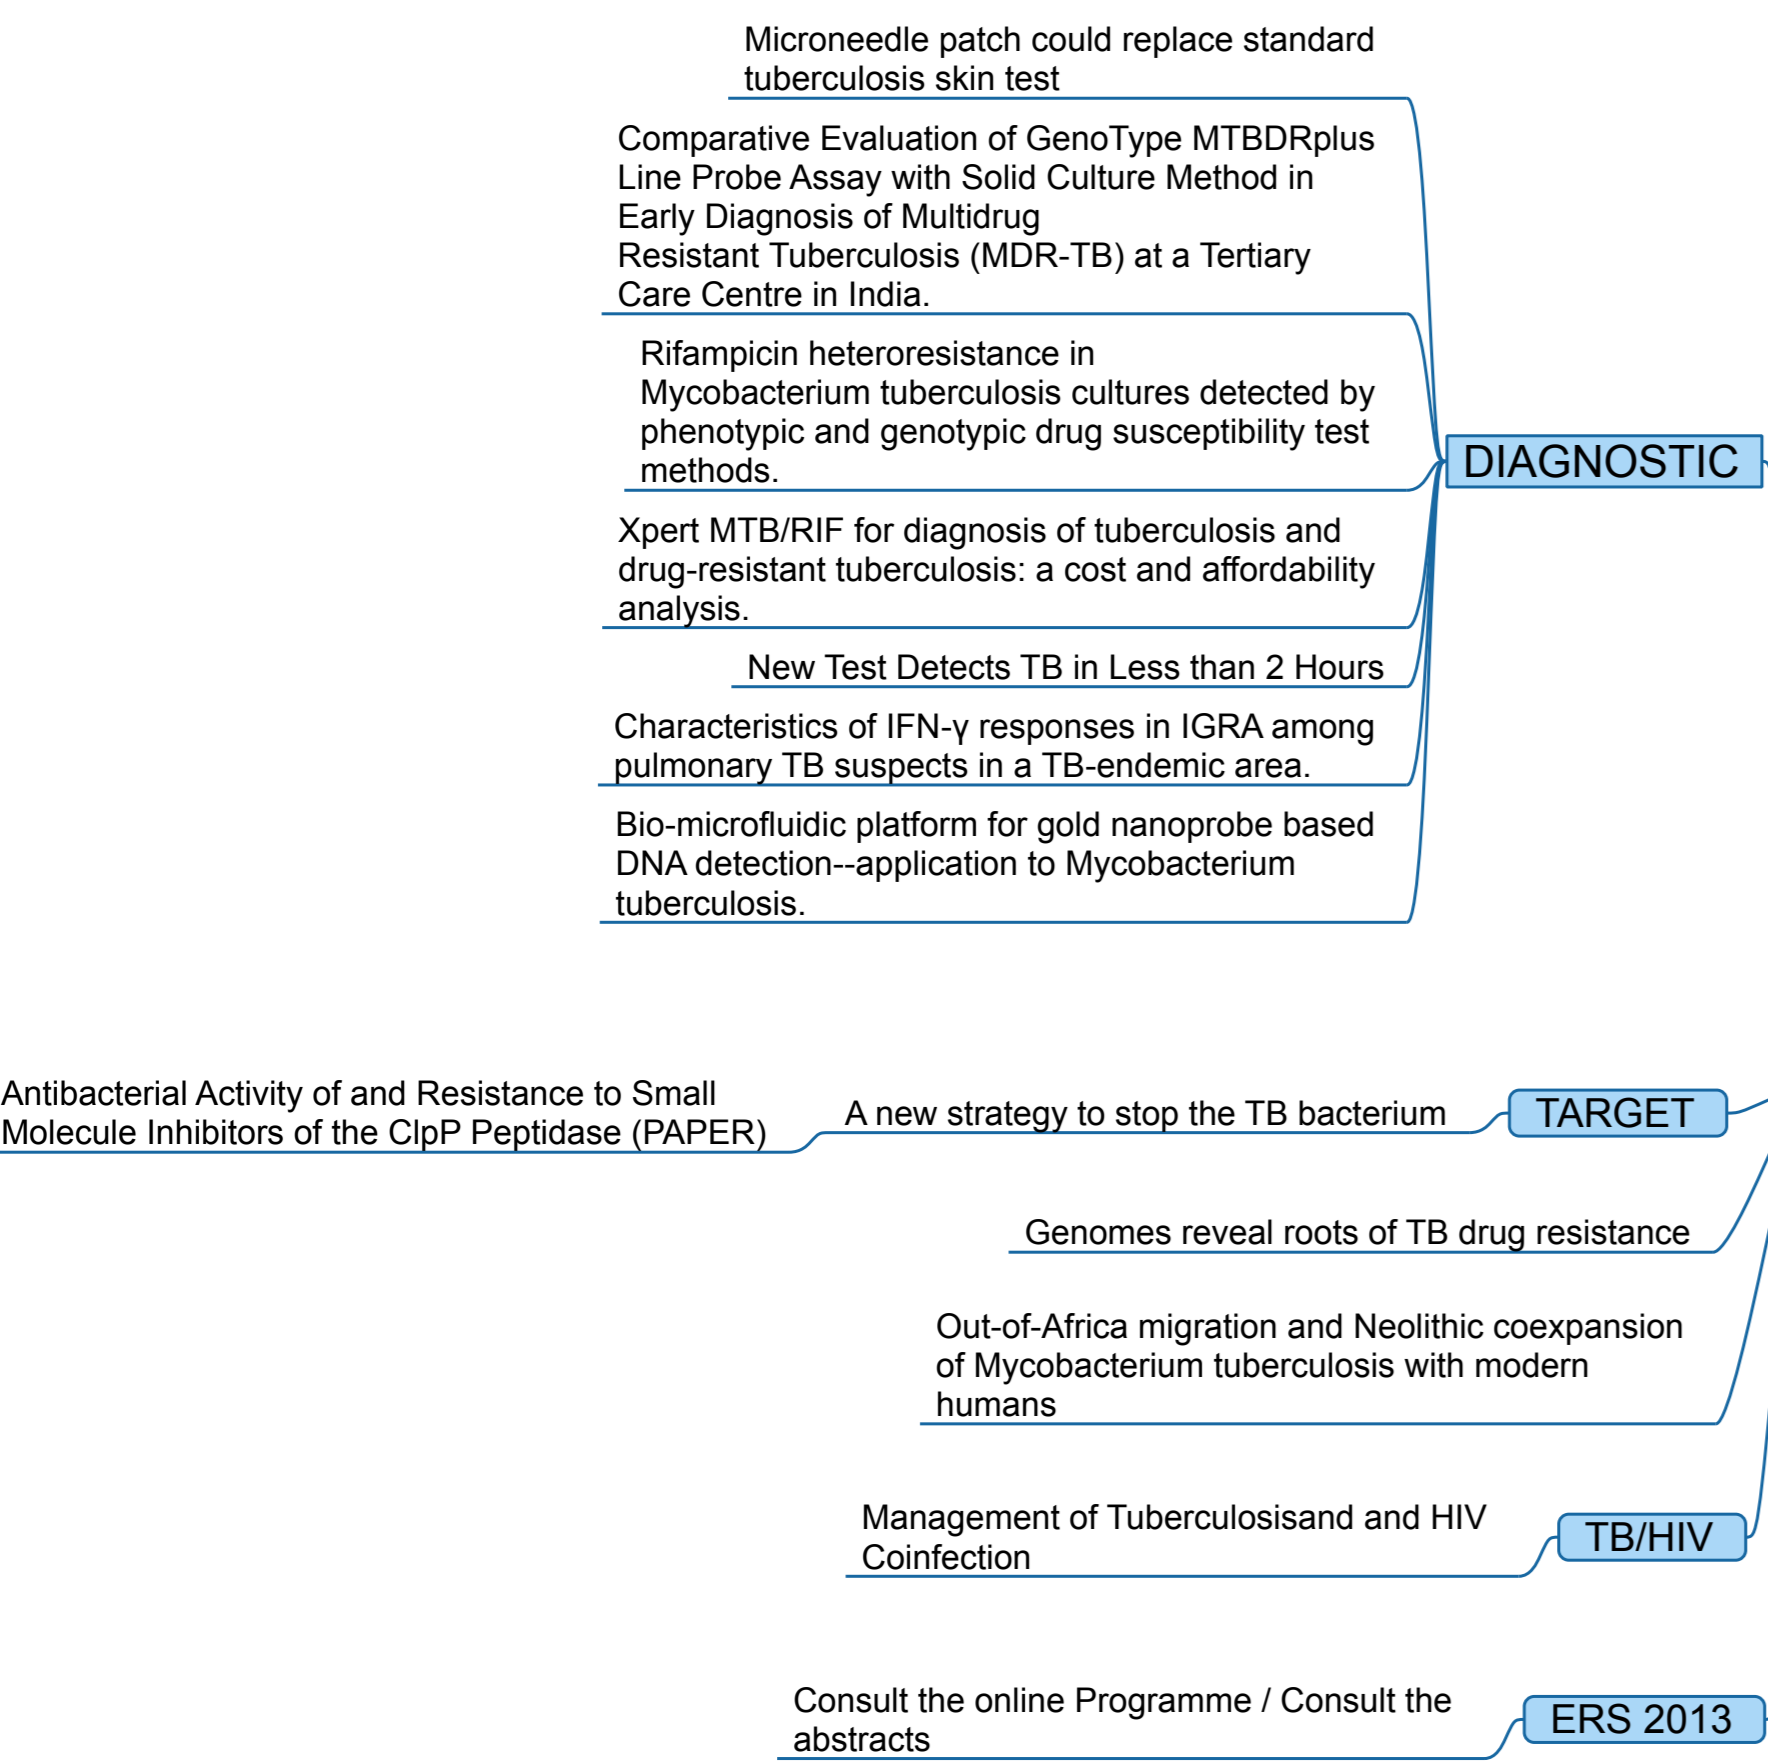 Microneedle patch could replace standard
tuberculosis skin test
Comparative Evaluation of GenoType MTBDRplus
Line Probe Assay with Solid Culture Method in
Early Diagnosis of Multidrug
Resistant Tuberculosis (MDR-TB) at a Tertiary
Care Centre in India.
Rifampicin heteroresistance in
Mycobacterium tuberculosis cultures detected by
phenotypic and genotypic drug susceptibility test
methods.
DIAGNOSTIC
Xpert MTB/RIF for diagnosis of tuberculosis and
drug-resistant tuberculosis: a cost and affordability
analysis.
New Test Detects TB in Less than 2 Hours
Characteristics of IFN-γ responses in IGRA among
pulmonary TB suspects in a TB-endemic area.
Bio-microfluidic platform for gold nanoprobe based
DNA detection--application to Mycobacterium
tuberculosis.
Antibacterial Activity of and Resistance to Small
Molecule Inhibitors of the ClpP Peptidase (PAPER)
A new strategy to stop the TB bacterium
TARGET
Genomes reveal roots of TB drug resistance
Out-of-Africa migration and Neolithic coexpansion
of Mycobacterium tuberculosis with modern
humans
Management of Tuberculosisand and HIV
Coinfection
TB/HIV
Consult the online Programme / Consult the
abstracts
ERS 2013